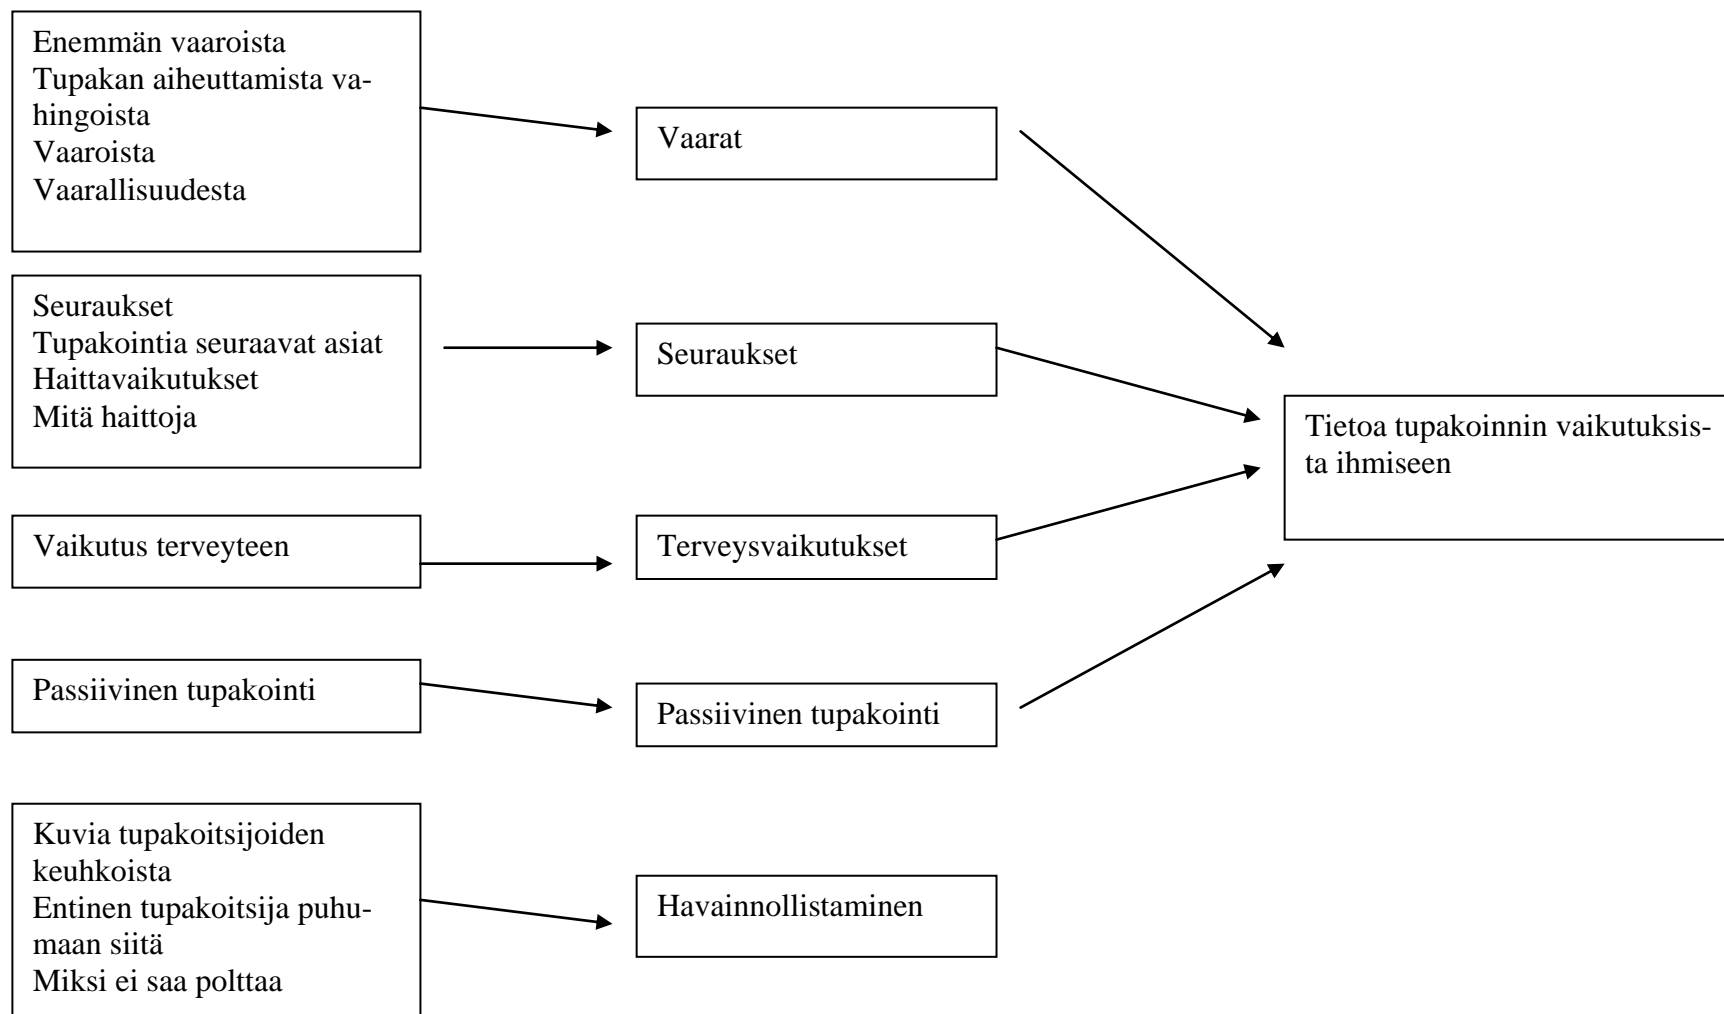 Enemmän vaaroista
Tupakan aiheuttamista va-
hingoista
Vaaroista
Vaarallisuudesta
Vaarat
Seuraukset
Tupakointia seuraavat asiat
Haittavaikutukset
Mitä haittoja
Seuraukset
Tietoa tupakoinnin vaikutuksis-
ta ihmiseen
Vaikutus terveyteen
Terveysvaikutukset
Passiivinen tupakointi
Passiivinen tupakointi
Kuvia tupakoitsijoiden
keuhkoista
Entinen tupakoitsija puhu-
maan siitä
Miksi ei saa polttaa
Havainnollistaminen